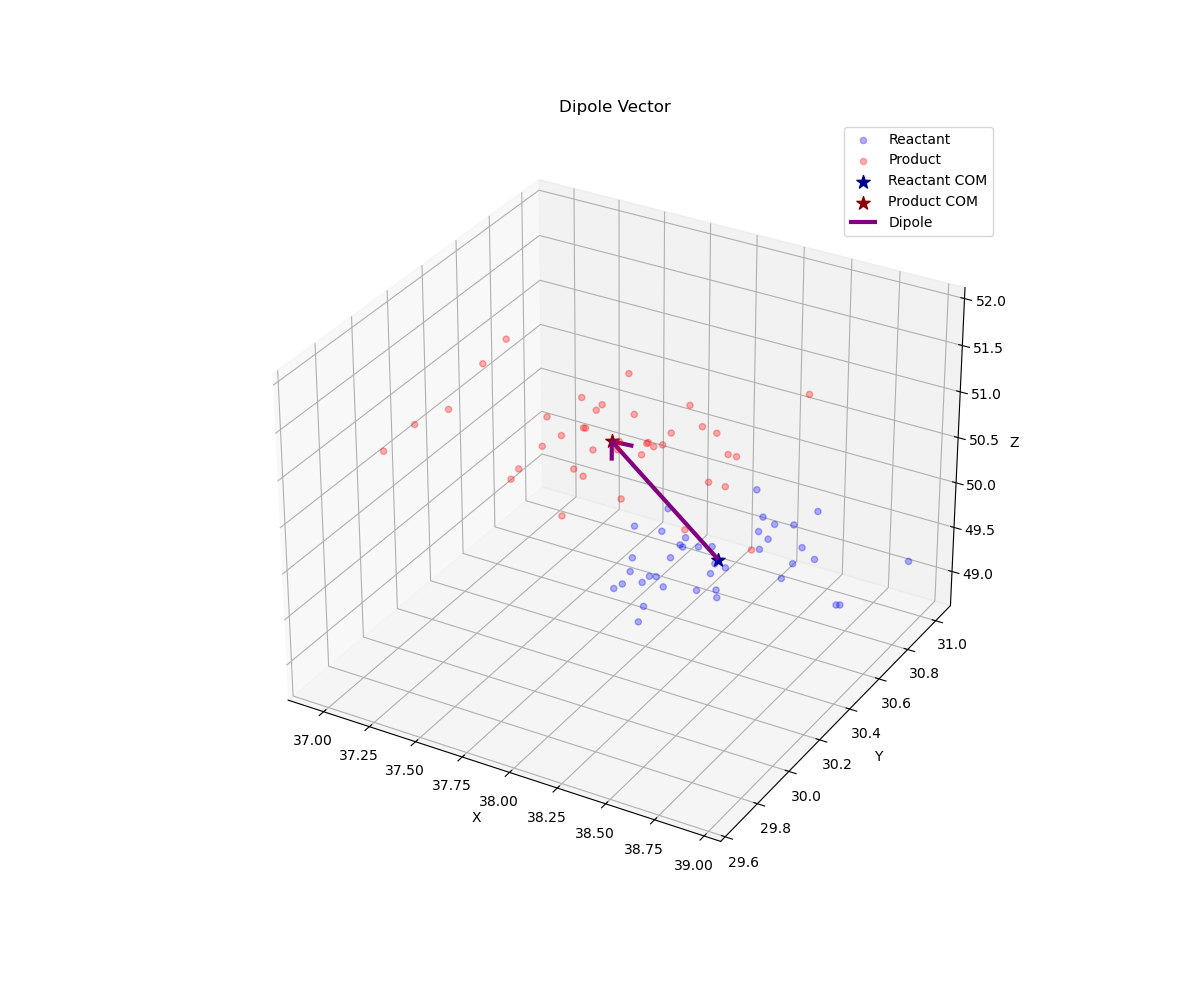 Dipole Vector
Reactant
Product
Reactant COM
Product COM
Dipole
52.0
51.5
51.0
50.5
50.0
49.5
49.0
Z
31.0
30.8
30.6
30.4
30.2
30.0
29.8
29.6
Y
37.00
37.25
37.50
37.75
38.00
38.25
38.50
38.75
39.00
X